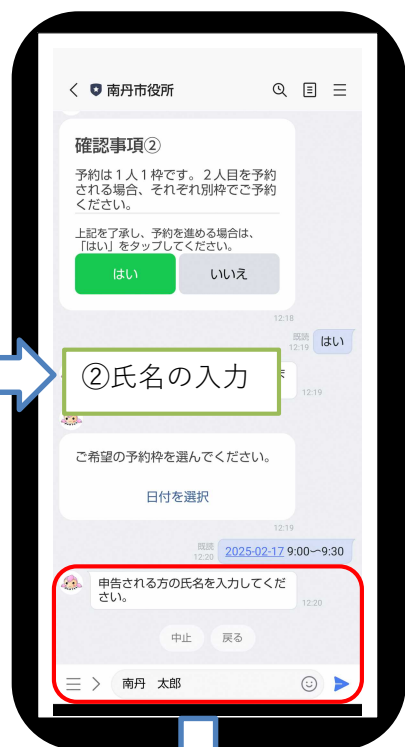 南丹市役所
確認事項②
予約は１人１枠です。２人目を予約
される場合、それぞれ別枠でご予約
ください。
上記を了承し、予約を進める場合は、
「はい」をタップしてください。
はい
いいえ
12:18
既読
12:19
はい
②氏名の入力
12:19
ご希望の予約枠を選んでください。
日付を選択
12:19
既読
12:20
2025-02-17 9:00〜9:30
申告される方の氏名を入力してくだ
さい。
12:20
中止
戻る
南丹　太郎